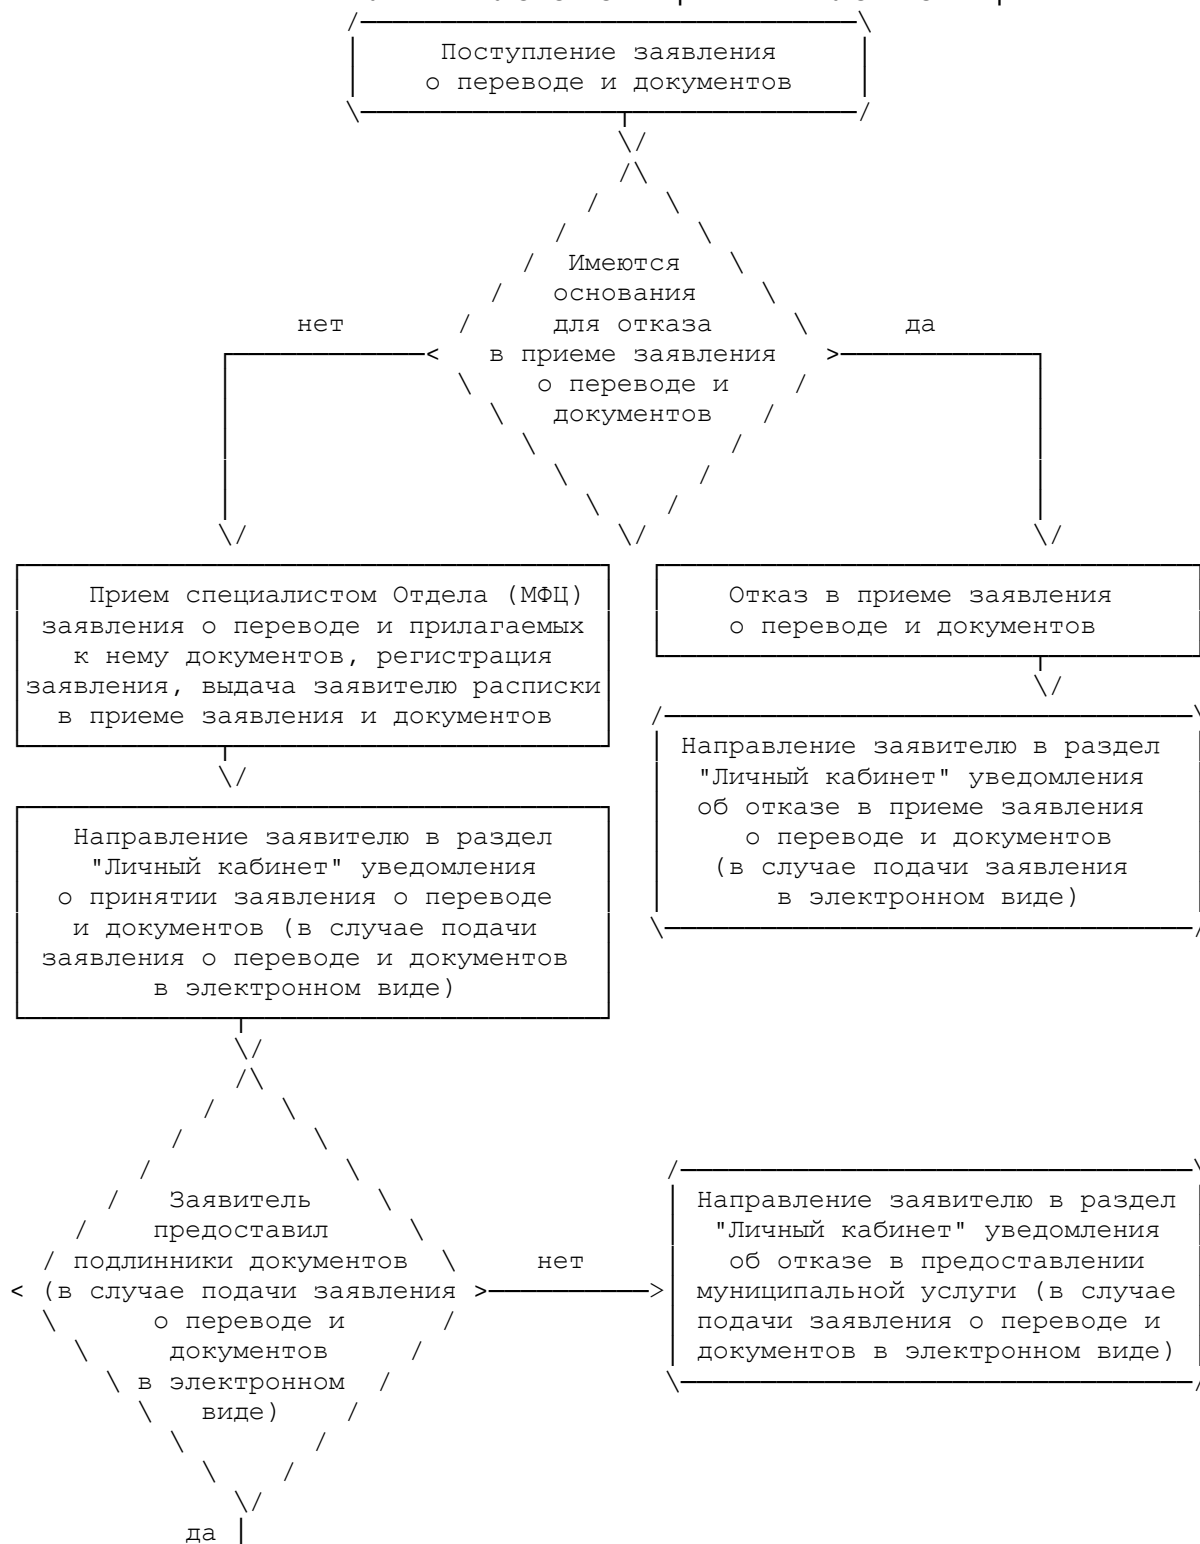 Поступление заявления
о переводе и документов
Имеются
основания
для отказа
в приеме заявления
о переводе и
документов
нет
да
Прием специалистом Отдела (МФЦ)
заявления о переводе и прилагаемых
к нему документов, регистрация
заявления, выдача заявителю расписки
в приеме заявления и документов
Отказ в приеме заявления
о переводе и документов
Направление заявителю в раздел
"Личный кабинет" уведомления
об отказе в приеме заявления
о переводе и документов
(в случае подачи заявления
в электронном виде)
Направление заявителю в раздел
"Личный кабинет" уведомления
о принятии заявления о переводе
и документов (в случае подачи
заявления о переводе и документов
в электронном виде)
Заявитель
предоставил
подлинники документов
(в случае подачи заявления
о переводе и
документов
в электронном
виде)
нет
Направление заявителю в раздел
"Личный кабинет" уведомления
об отказе в предоставлении
муниципальной услуги (в случае
подачи заявления о переводе и
документов в электронном виде)
да